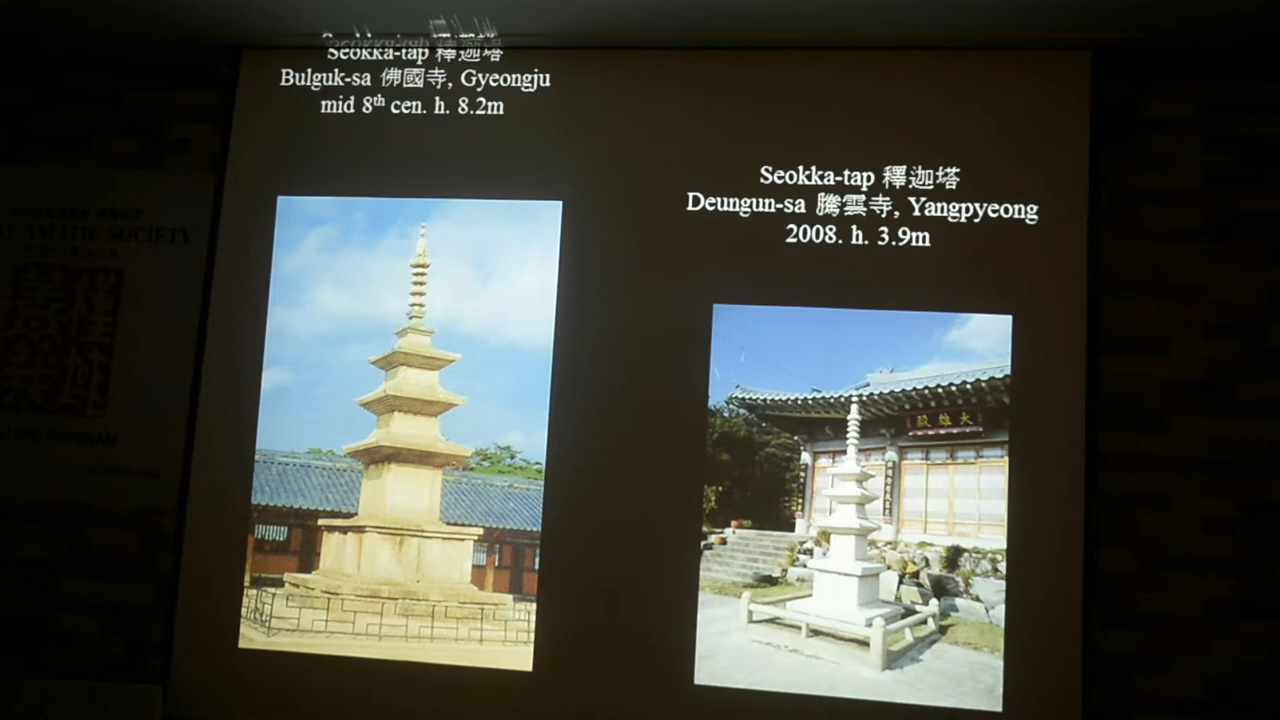 Seokka-tap 釋迦塔
Bulguk-sa 佛國寺, Gyeongju
mid 8th cen. h. 8.2m
Seokka-tap 釋迦塔
Deungun-sa 騰雲寺, Yangpyeong
2008. h. 3.9m
大雄殿
ASIATIC SOCIETY